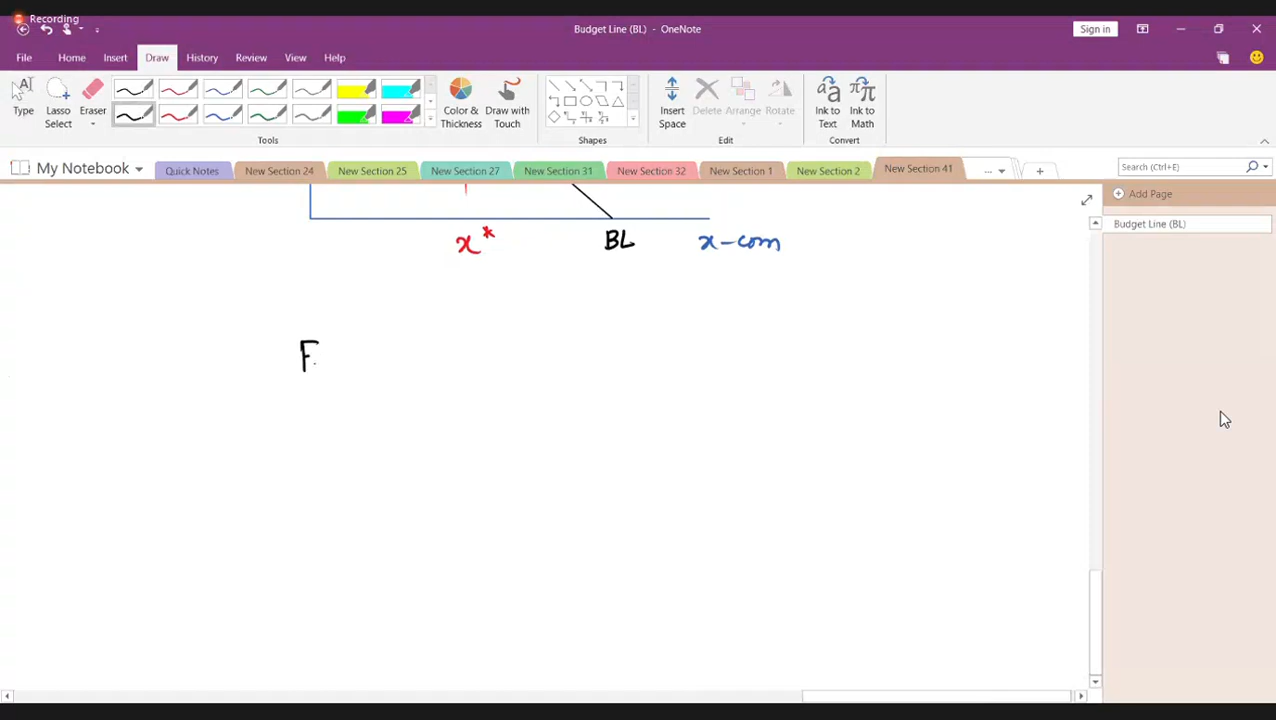 Recording
Budget Line (BL) - OneNote
Sign in
File Home Insert Draw History Review View Help
Type
Lasso Select
Eraser
Color & Thickness
Draw with Touch
Insert Space
Delete
Arrange
Rotate
Ink to Text
Ink to Math
Tools Shapes Edit Convert
My Notebook Quick Notes New Section 24 New Section 25 New Section 27 New Section 31 New Section 32 New Section 1 New Section 2 New Section 41 ... Search (Ctrl+E)
Add Page
Budget Line (BL)
x* BL x-com
F